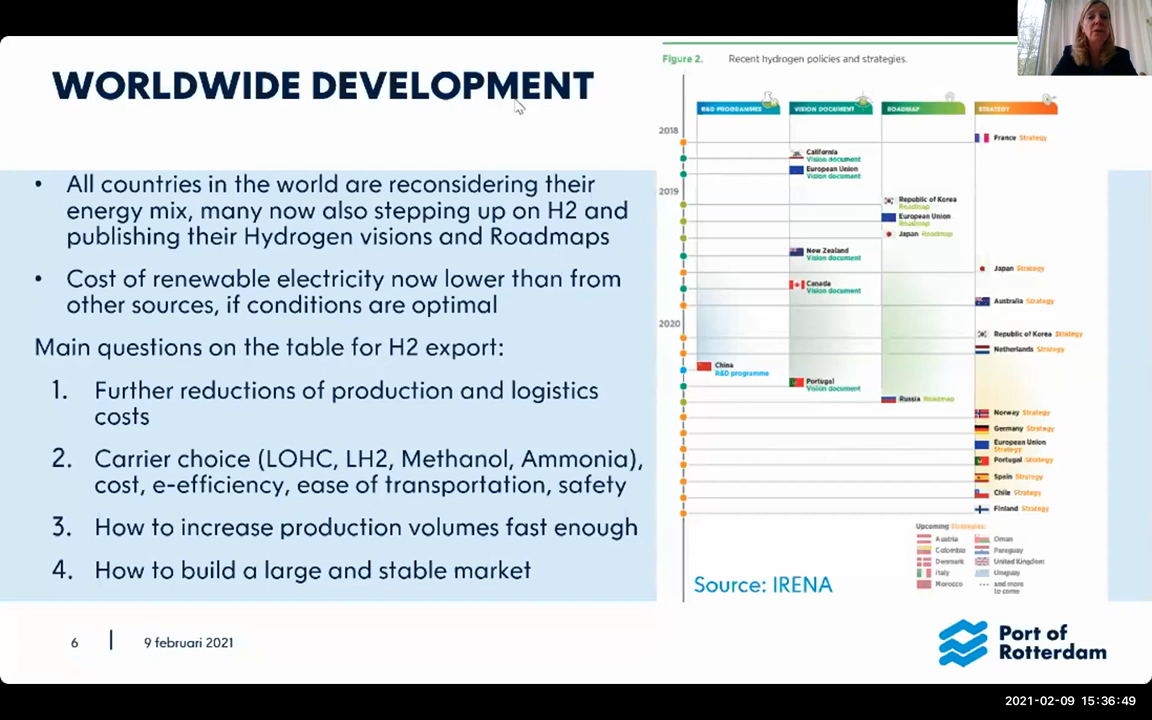 WORLDWIDE DEVELOPMENT
• All countries in the world are reconsidering their
energy mix, many now also stepping up on H2 and
publishing their Hydrogen visions and Roadmaps
• Cost of renewable electricity now lower than from
other sources, if conditions are optimal
Main questions on the table for H2 export:
1. Further reductions of production and logistics
costs
2. Carrier choice (LOHC, LH2, Methanol, Ammonia),
cost, e-efficiency, ease of transportation, safety
3. How to increase production volumes fast enough
4. How to build a large and stable market
Figure 2. Recent hydrogen policies and strategies.
R&D PROGRAMMES VISION DOCUMENT ROADMAP STRATEGY
2018
France Strategy
California
Vision document
European Union
Vision document
2019
Republic of Korea
Roadmap
European Union
Roadmap
Japan Roadmap
New Zealand
Vision document
Japan Strategy
Canada
Vision document
Australia Strategy
2020
Republic of Korea Strategy
Netherlands Strategy
China
R&D programme
Portugal
Vision document
Russia Roadmap
Norway Strategy
Germany Strategy
European Union
Strategy
Portugal Strategy
Spain Strategy
Chile Strategy
Finland Strategy
Upcoming Strategies:
Austria Oman
Colombia Paraguay
Denmark United Kingdom
Italy Uruguay
Morocco ... and more
to come
Source: IRENA
6 | 9 februari 2021
Port of
Rotterdam
2021-02-09 15:36:49